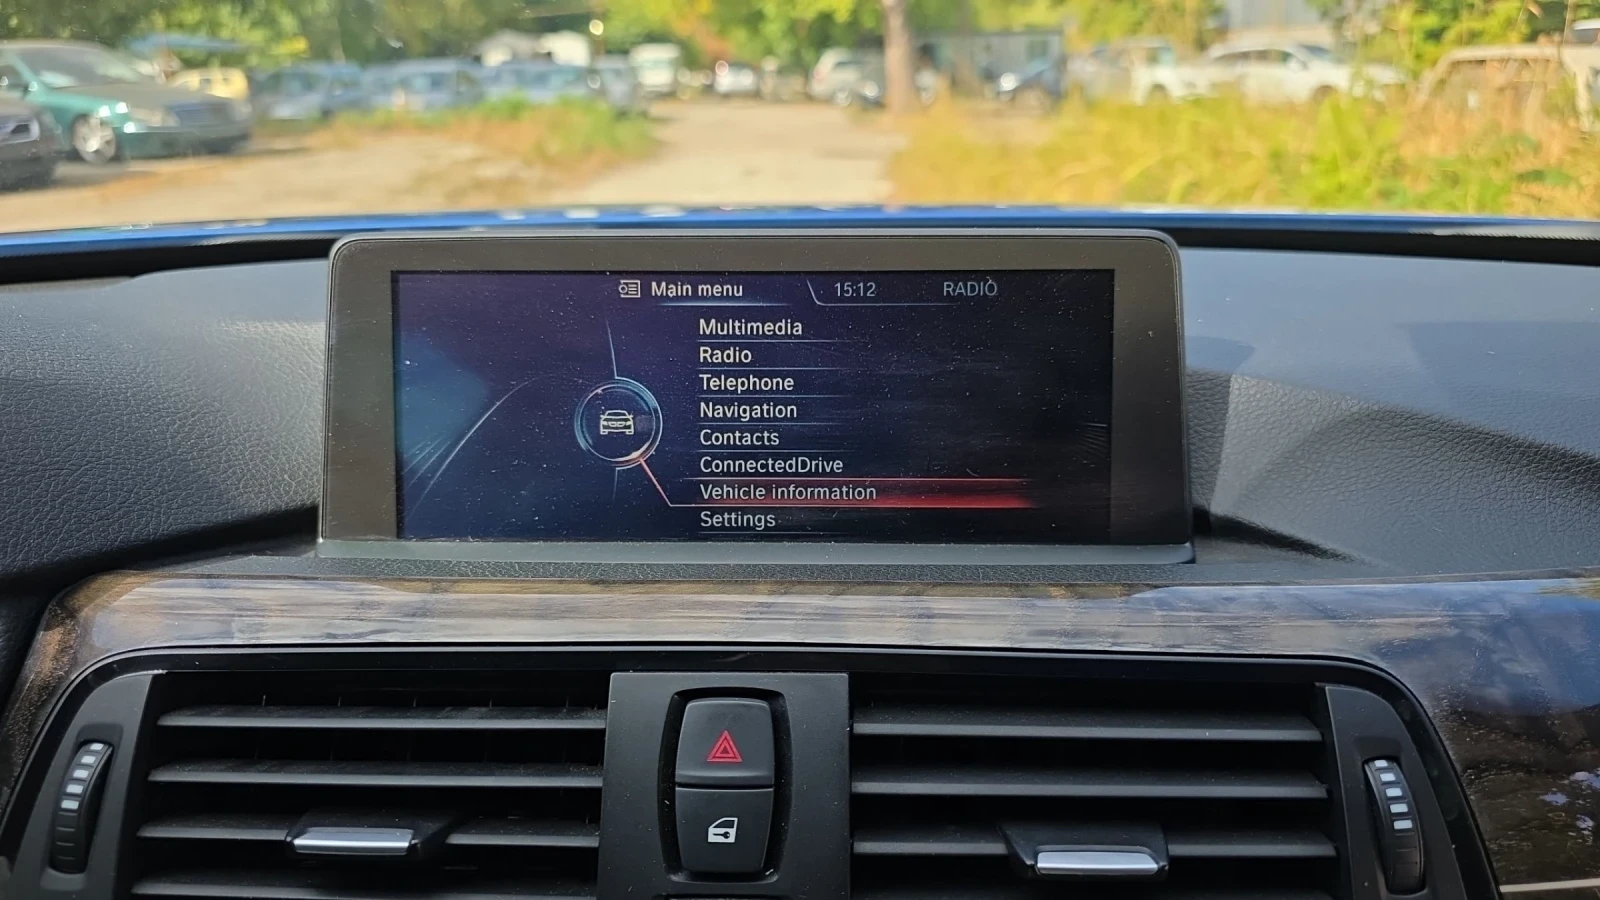 Main menu 15:12 RADIO
Multimedia
Radio
Telephone
Navigation
Contacts
ConnectedDrive
Vehicle information
Settings